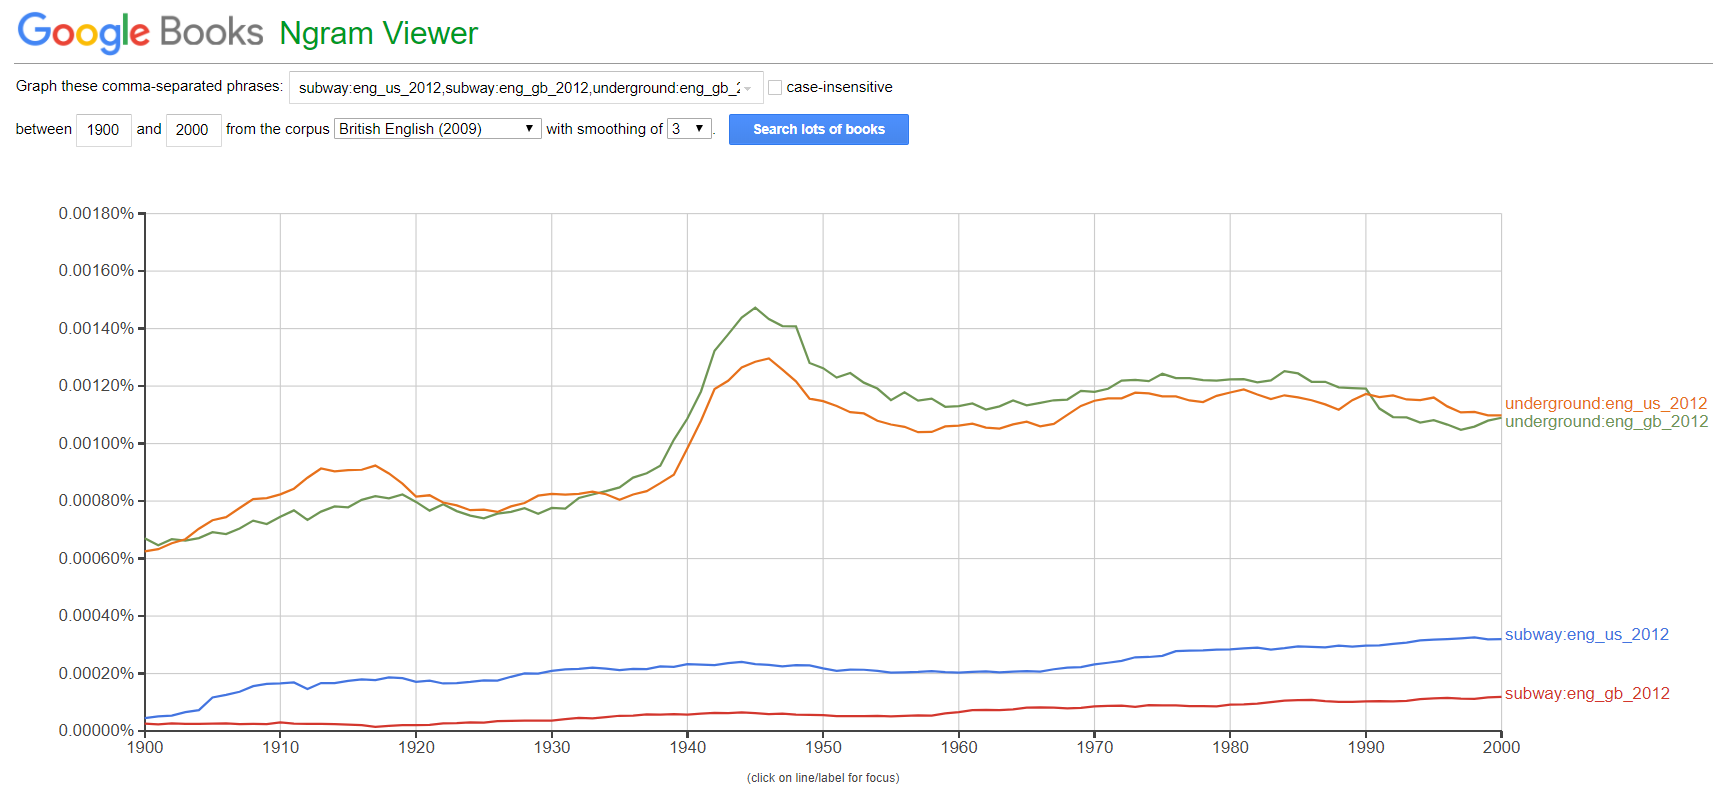 Google Books Ngram Viewer
Graph these comma-separated phrases: subway:eng_us_2012,subway:eng_gb_2012,underground:eng_gb_2 case-insensitive
between 1900 and 2000 from the corpus British English (2009) with smoothing of 3 . Search lots of books
0.00180%
0.00160%
0.00140%
0.00120%
0.00100%
0.00080%
0.00060%
0.00040%
0.00020%
0.00000%
underground:eng_us_2012
underground:eng_gb_2012
subway:eng_us_2012
subway:eng_gb_2012
1900 1910 1920 1930 1940 1950 1960 1970 1980 1990 2000
(click on line/label for focus)